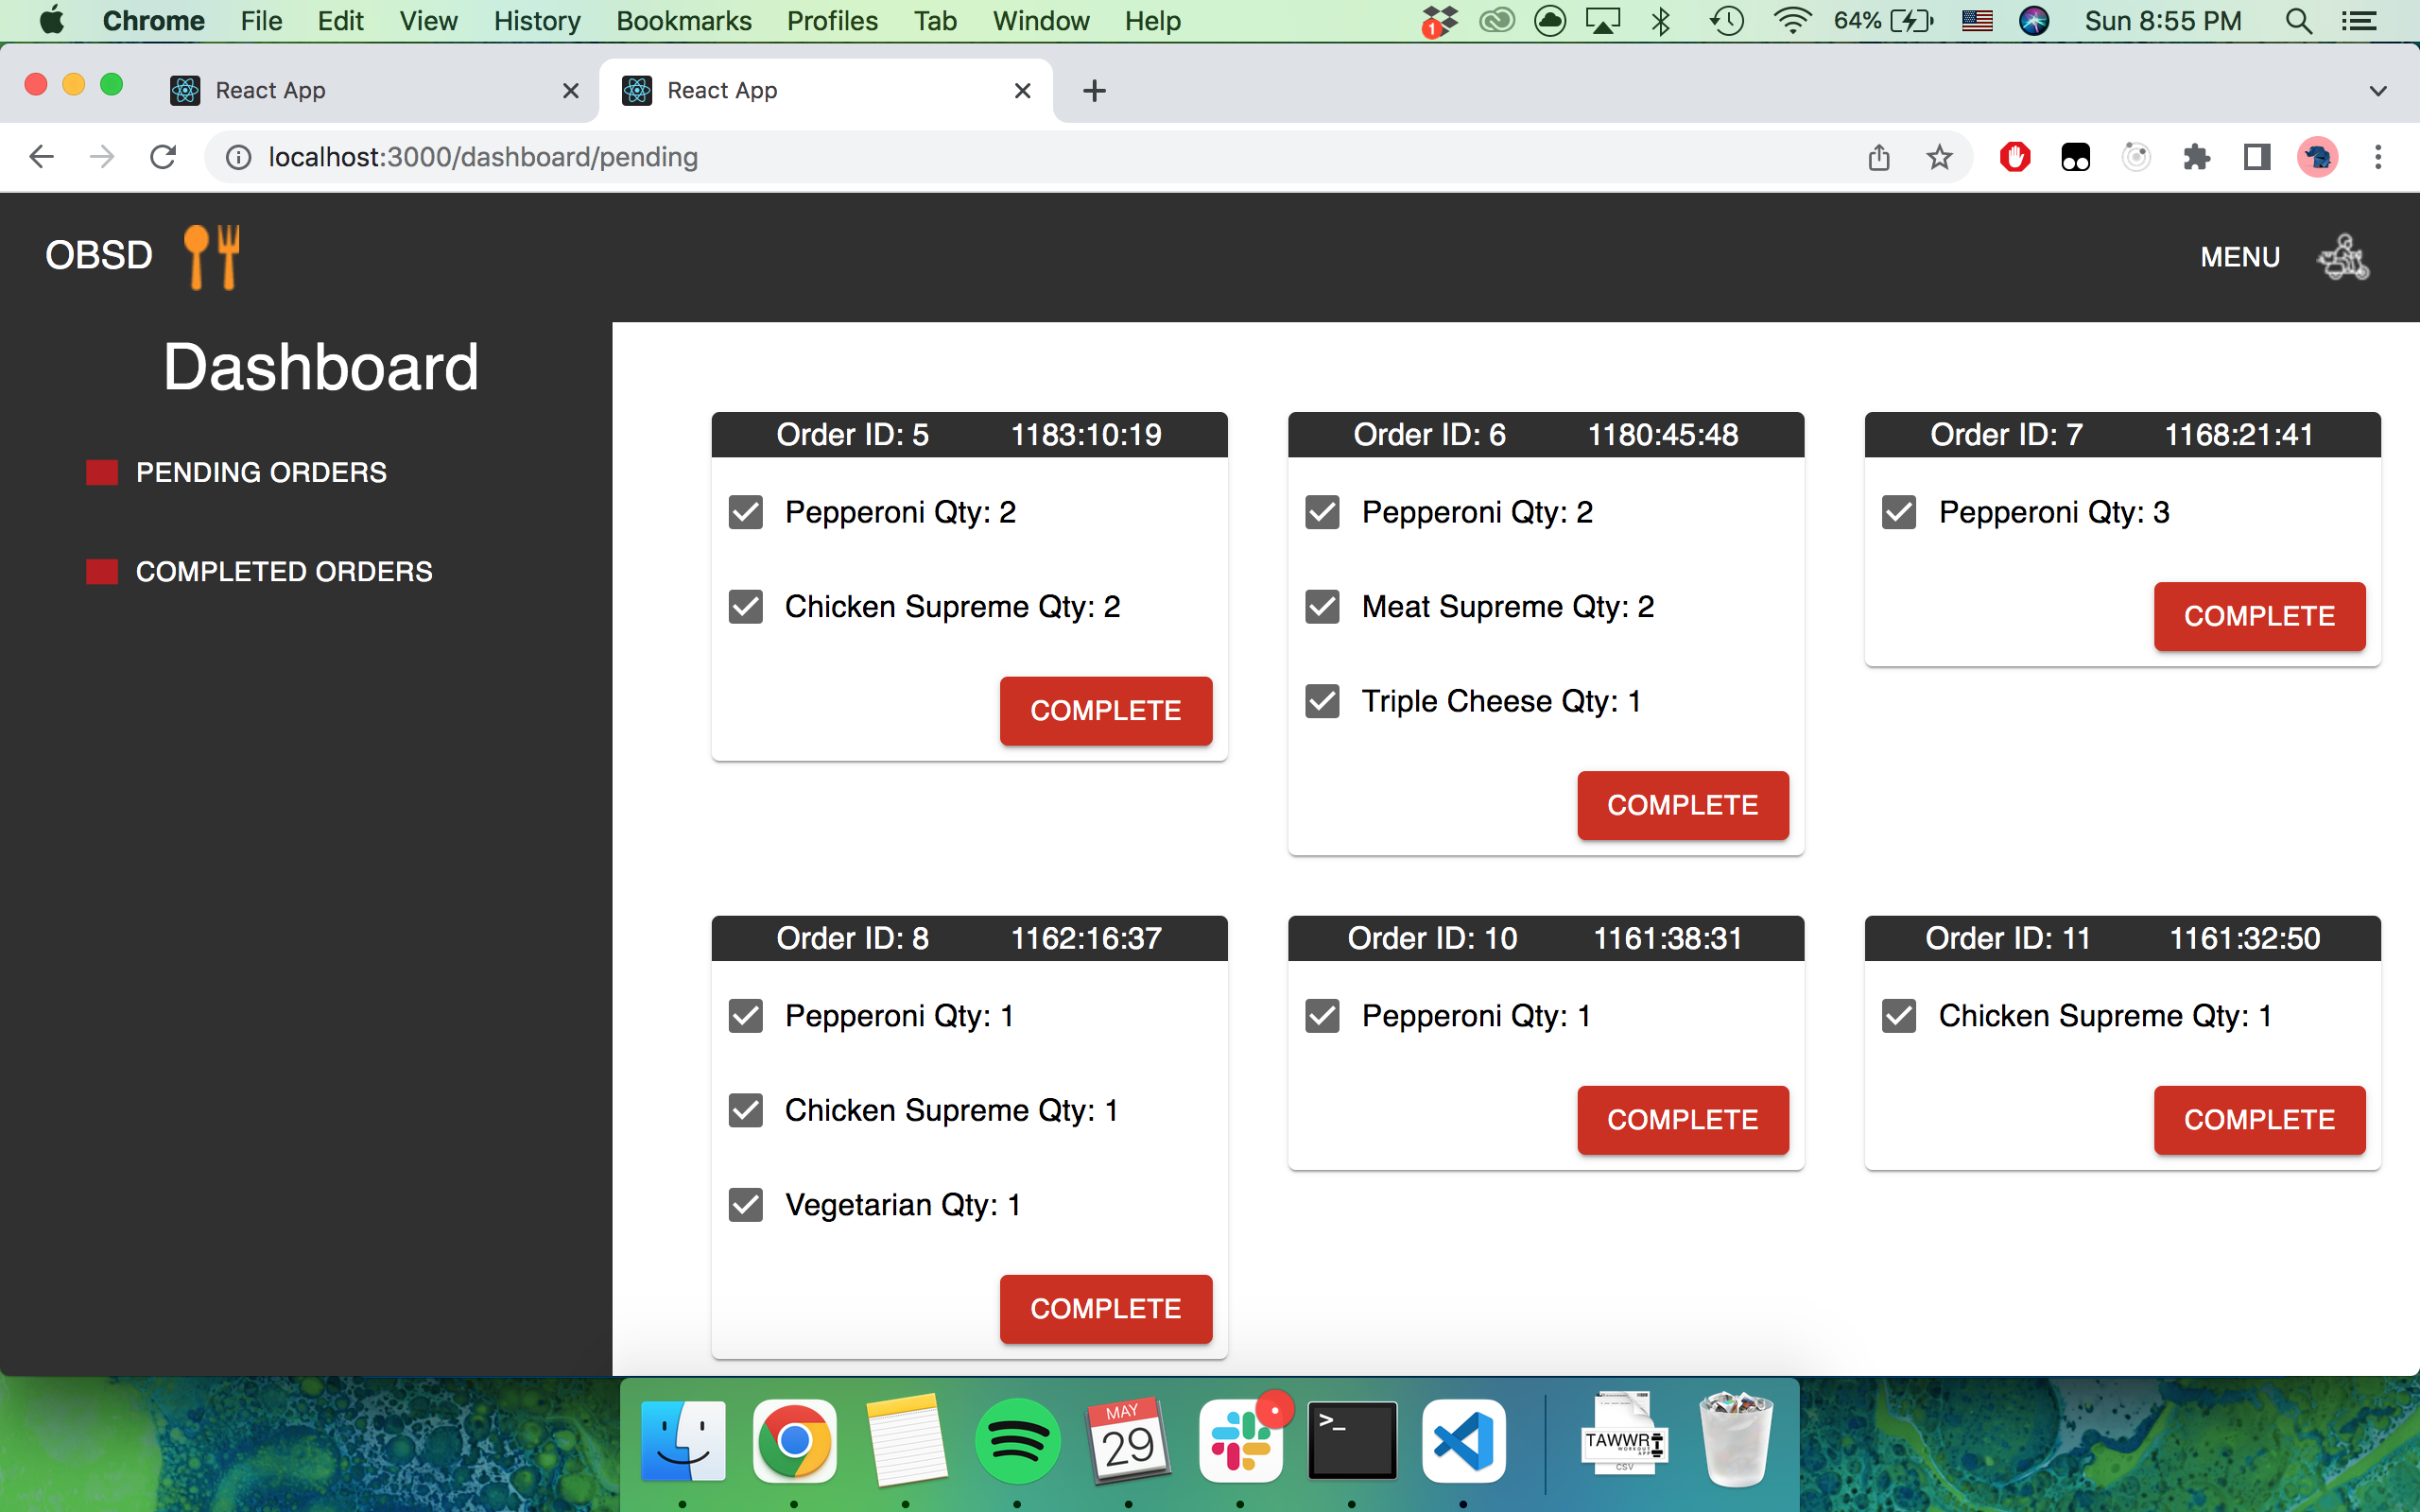 Chrome File Edit View History Bookmarks Profiles Tab Window Help 1 64% Sun 8:55 PM
React App React App
localhost:3000/dashboard/pending
OBSD MENU
Dashboard
PENDING ORDERS
COMPLETED ORDERS
Order ID: 5 1183:10:19
Pepperoni Qty: 2
Chicken Supreme Qty: 2
COMPLETE
Order ID: 6 1180:45:48
Pepperoni Qty: 2
Meat Supreme Qty: 2
Triple Cheese Qty: 1
COMPLETE
Order ID: 7 1168:21:41
Pepperoni Qty: 3
COMPLETE
Order ID: 8 1162:16:37
Pepperoni Qty: 1
Chicken Supreme Qty: 1
Vegetarian Qty: 1
COMPLETE
Order ID: 10 1161:38:31
Pepperoni Qty: 1
COMPLETE
Order ID: 11 1161:32:50
Chicken Supreme Qty: 1
COMPLETE
MAY
29
>_
TAWWR
WORKOUT
APP
CSV